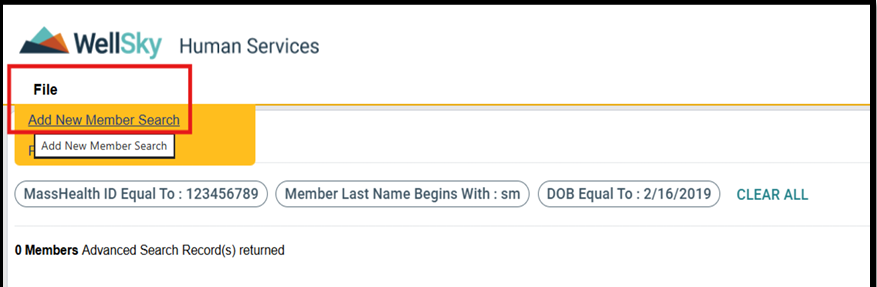 WellSky Human Services
File
Add New Member Search
Add New Member Search
MassHealth ID Equal To : 123456789 Member Last Name Begins With : sm DOB Equal To : 2/16/2019 CLEAR ALL
0 Members Advanced Search Record(s) returned